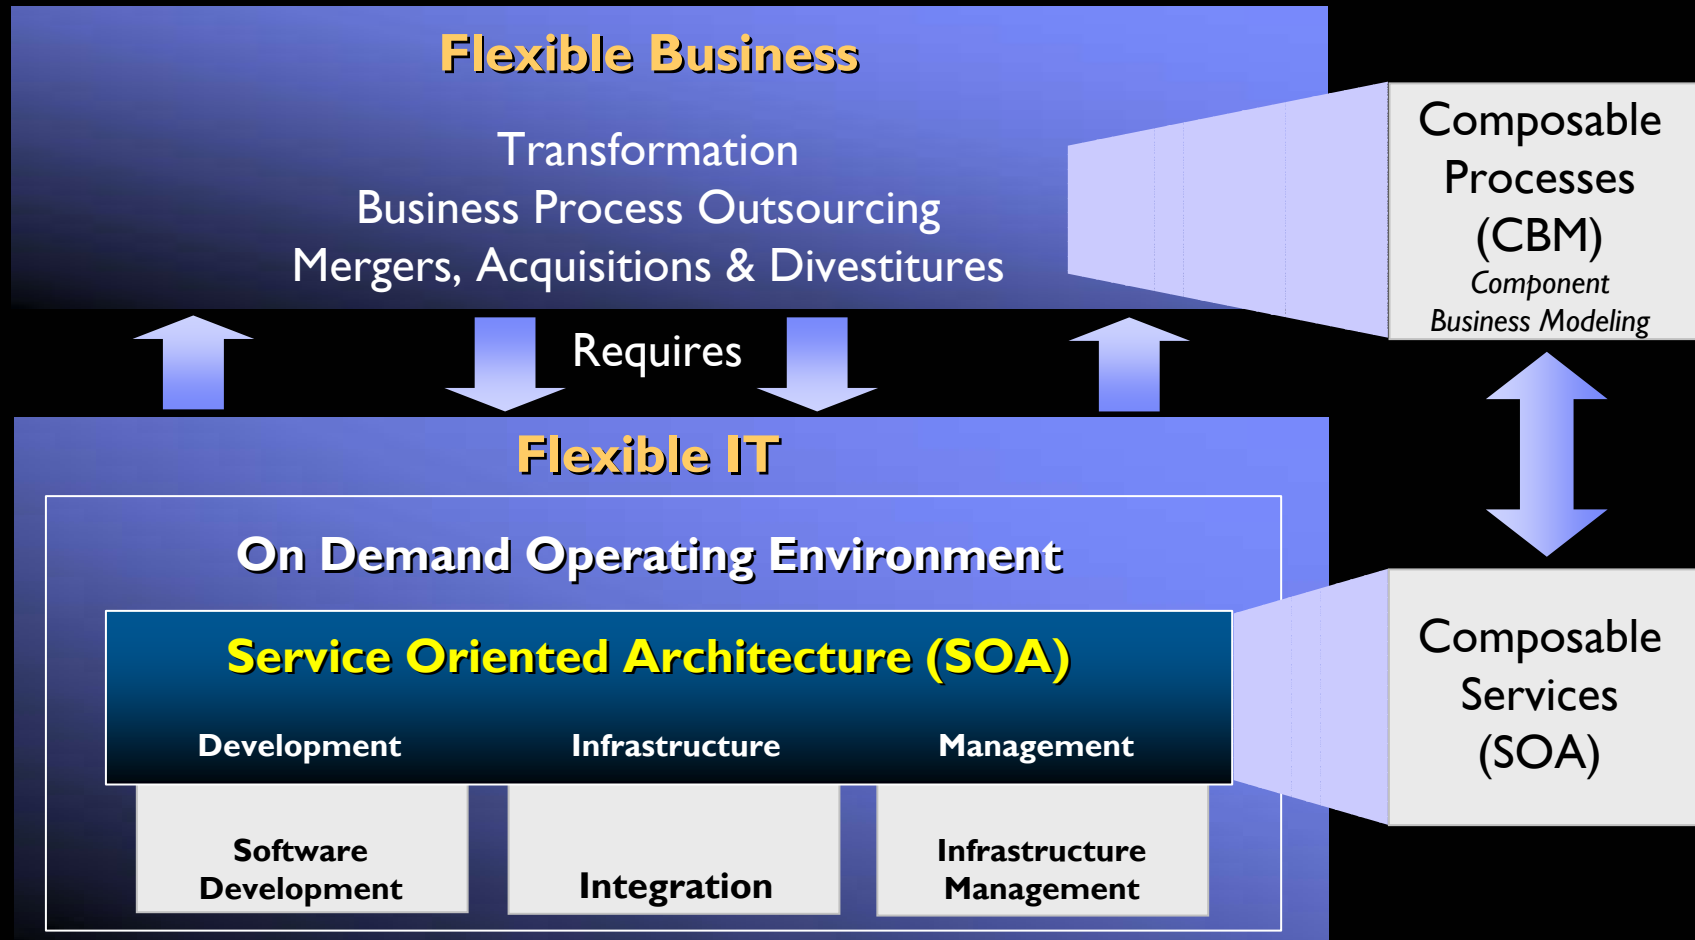 Flexible Business
Transformation
Business Process Outsourcing
Mergers, Acquisitions & Divestitures
Composable
Processes
(CBM)
Component
Business Modeling
Requires
Flexible IT
On Demand Operating Environment
Service Oriented Architecture (SOA)
Development
Infrastructure
Management
Software
Development
Integration
Infrastructure
Management
Composable
Services
(SOA)